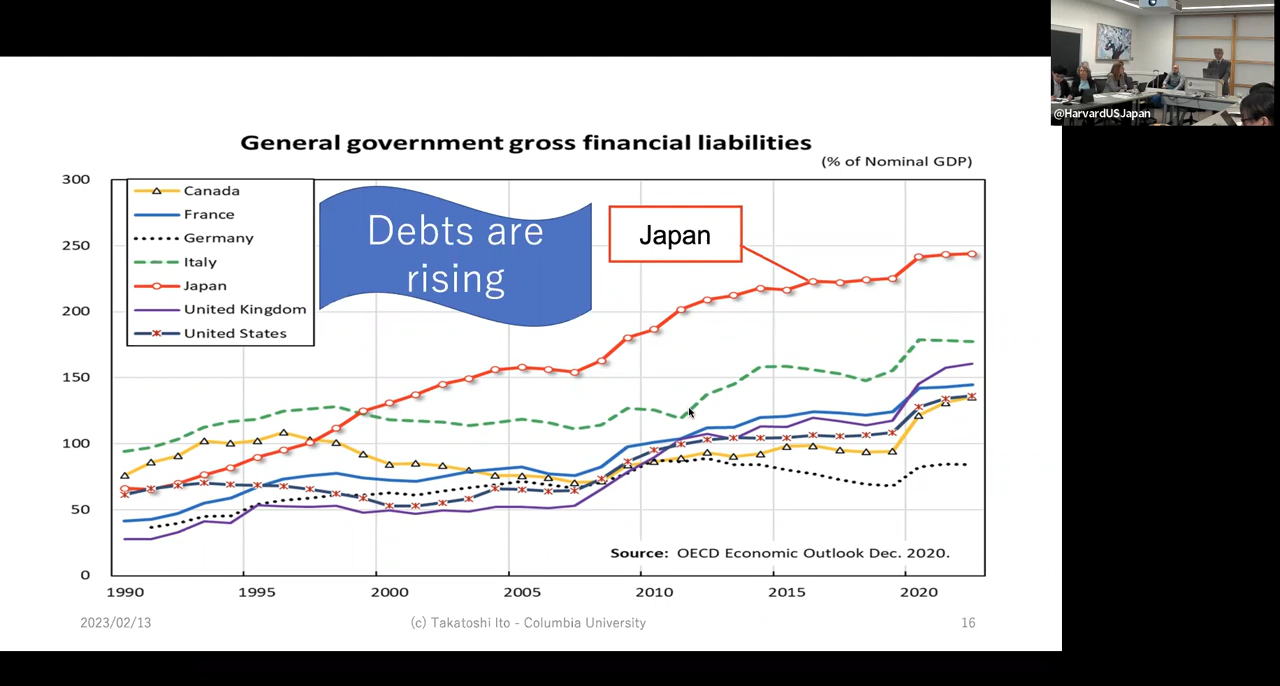 @HarvardUSJapan
General government gross financial liabilities
(% of Nominal GDP)
300
250
200
150
100
50
0
Canada
France
Germany
Italy
Japan
United Kingdom
United States
Debts are
rising
Japan
Source: OECD Economic Outlook Dec. 2020.
1990 1995 2000 2005 2010 2015 2020
2023/02/13 (c) Takatoshi Ito - Columbia University 16